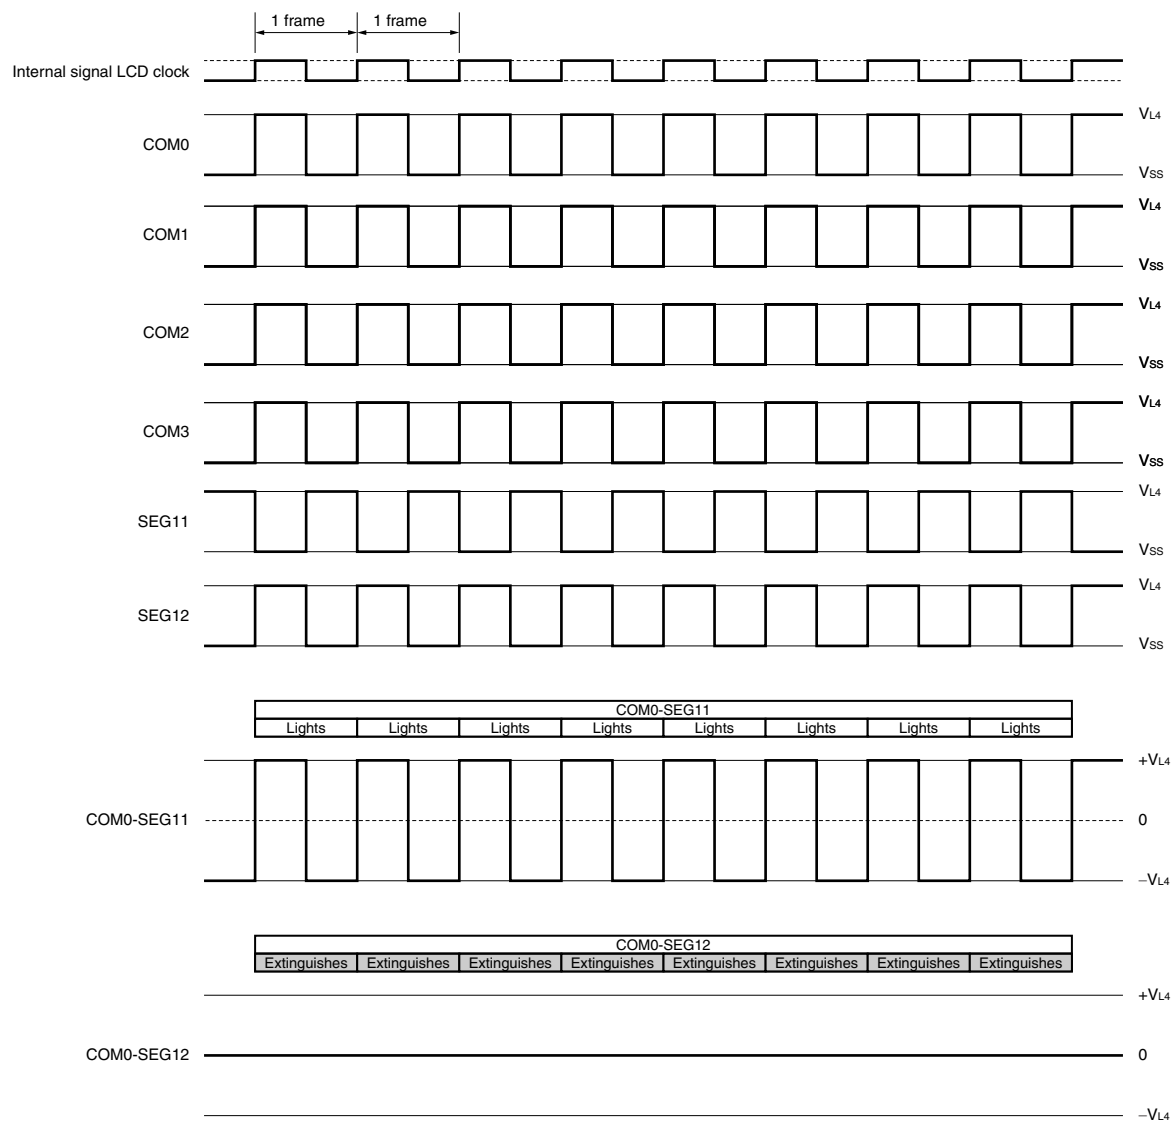 1 frame 1 frame
Internal signal LCD clock
VL4
COM0
VSS
VL4
COM1
VSS
VL4
COM2
VSS
VL4
COM3
VSS
VL4
SEG11
VSS
VL4
SEG12
VSS
COM0-SEG11
Lights Lights Lights Lights Lights Lights Lights Lights
+VL4
COM0-SEG11 0
−VL4
COM0-SEG12
Extinguishes Extinguishes Extinguishes Extinguishes Extinguishes Extinguishes Extinguishes Extinguishes
+VL4
COM0-SEG12 0
−VL4